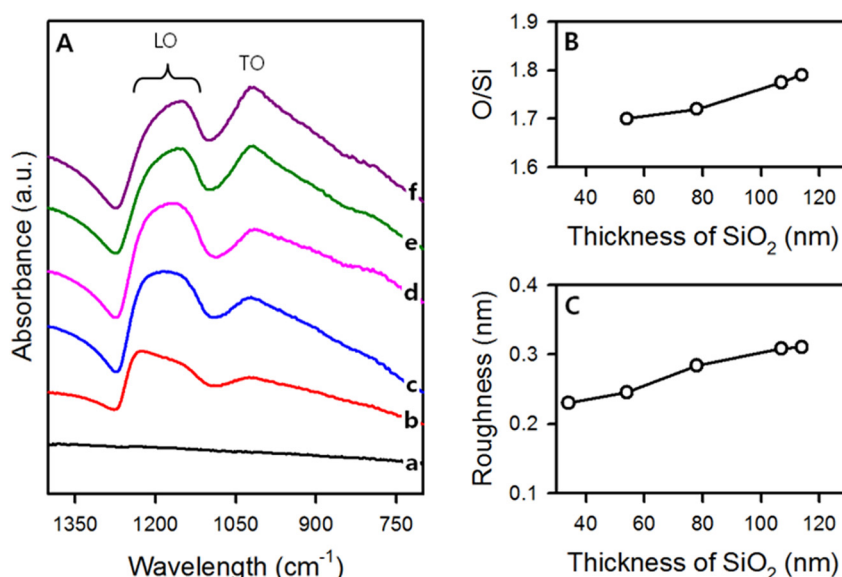 A
LO
TO
f
e
d
c
b
a
Absorbance (a.u.)
1350 1200 1050 900 750
Wavelength (cm⁻¹)
B
O/Si
1.9
1.8
1.7
1.6
40 60 80 100 120
Thickness of SiO₂ (nm)
C
Roughness (nm)
0.4
0.3
0.2
0.1
40 60 80 100 120
Thickness of SiO₂ (nm)